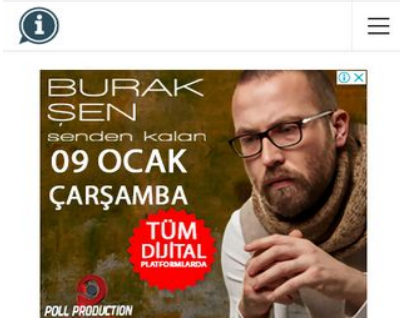 BURAK
ŞEN
senden kalan
09 OCAK
ÇARŞAMBA
TÜM
DİJİTAL
PLATFORMLARDA
POLL PRODUCTION